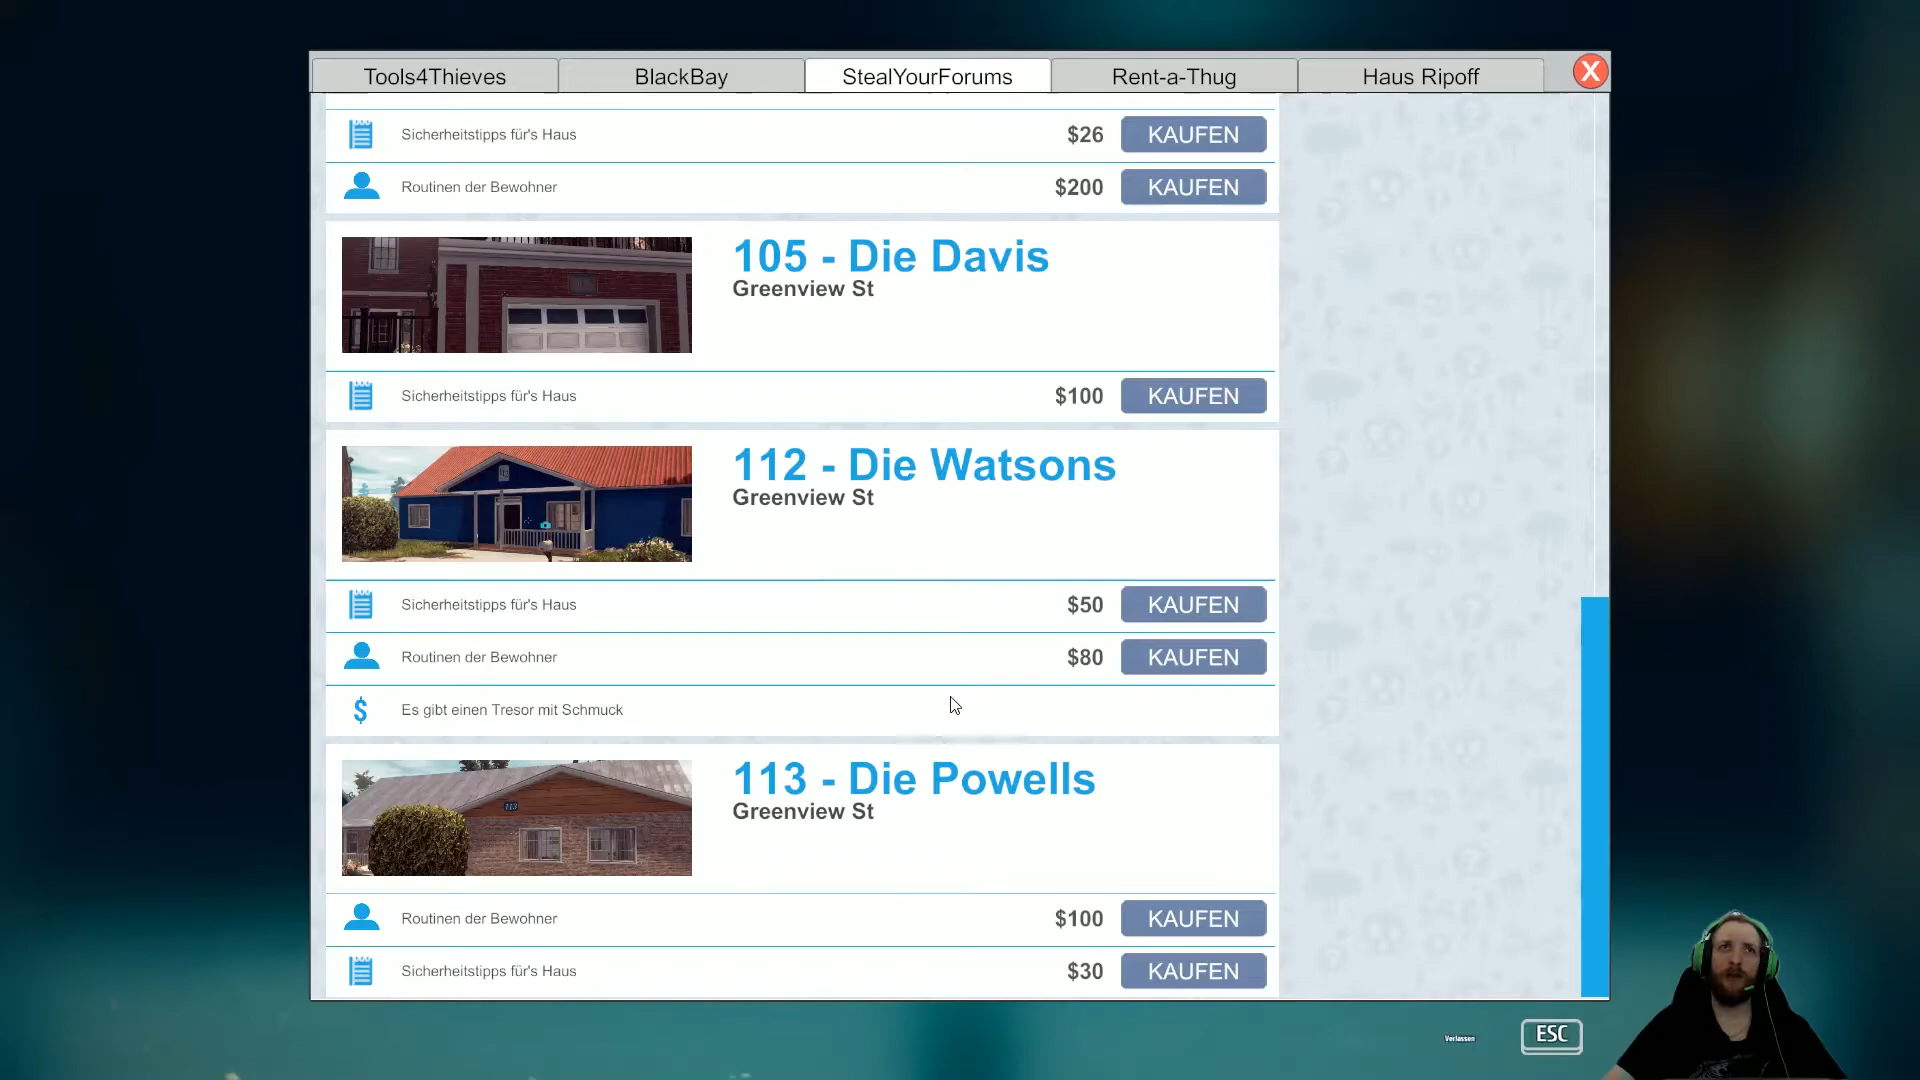 Tools4Thieves
BlackBay
StealYourForums
Rent-a-Thug
Haus Ripoff
X
Sicherheitstipps für's Haus
$26
KAUFEN
Routinen der Bewohner
$200
KAUFEN
105 - Die Davis
Greenview St
Sicherheitstipps für's Haus
$100
KAUFEN
112 - Die Watsons
Greenview St
Sicherheitstipps für's Haus
$50
KAUFEN
Routinen der Bewohner
$80
KAUFEN
$
Es gibt einen Tresor mit Schmuck
113
113 - Die Powells
Greenview St
Routinen der Bewohner
$100
KAUFEN
Sicherheitstipps für's Haus
$30
KAUFEN
Verlassen
ESC